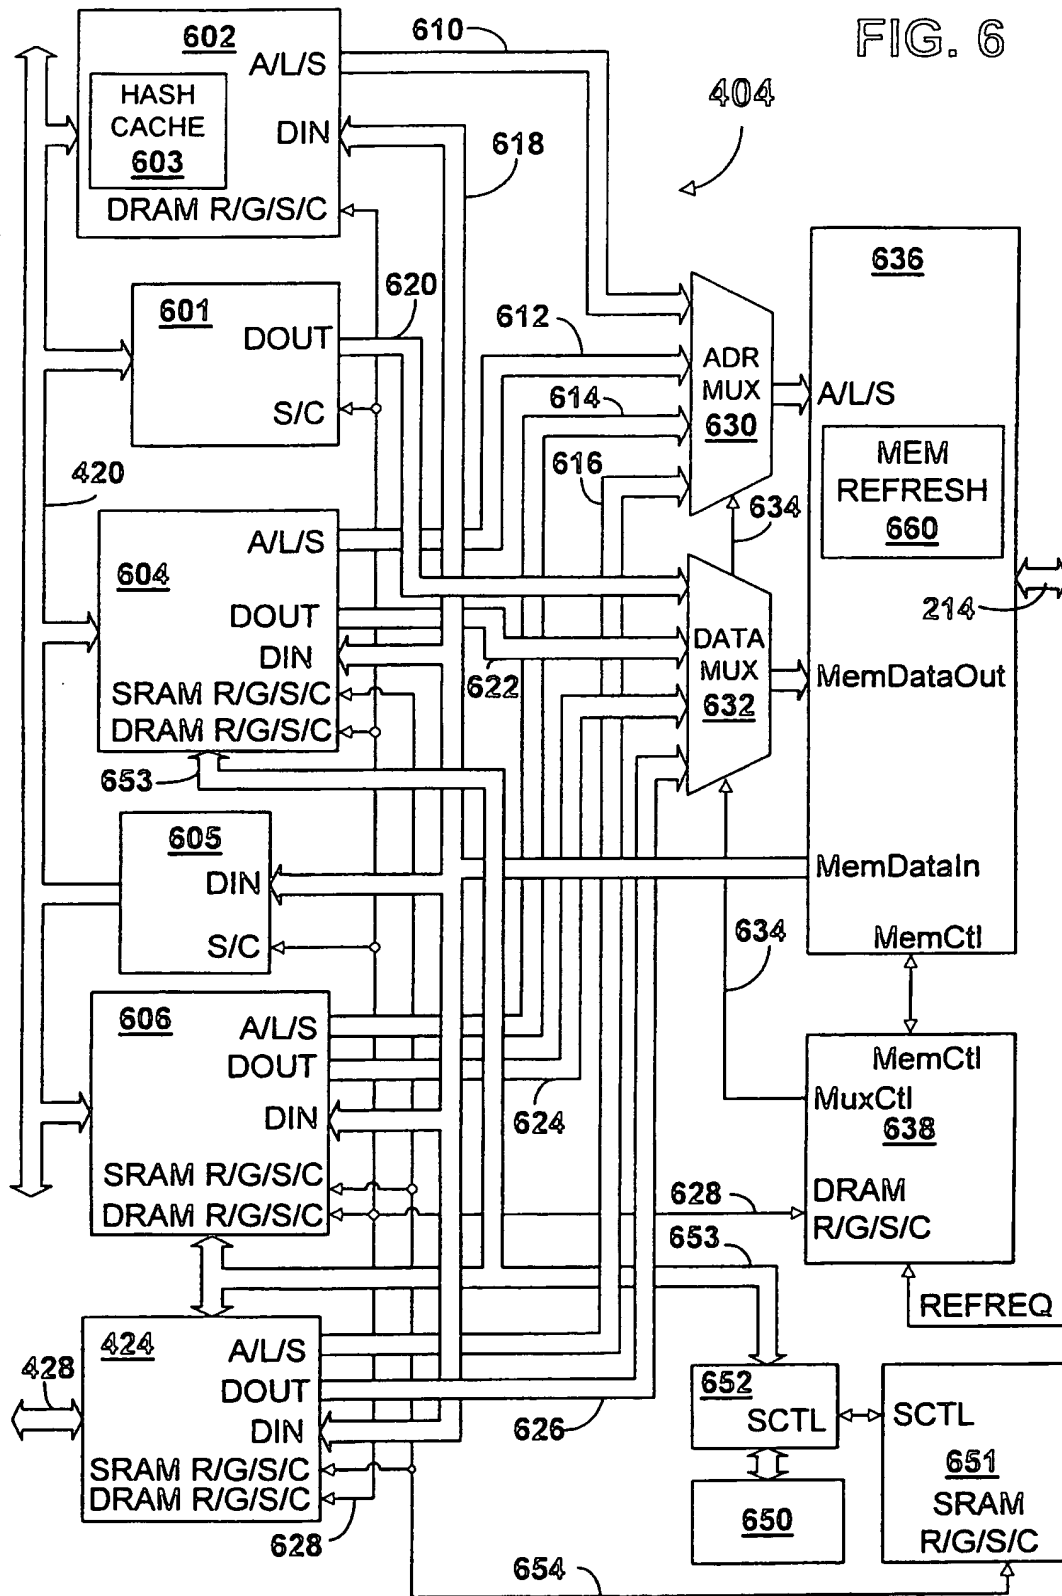 FIG. 6
404
602
610
A/L/S
HASH
CACHE
603
DIN
618
DRAM R/G/S/C
601
620
DOUT
S/C
612
614
616
ADR
MUX
630
634
636
A/L/S
MEM
REFRESH
660
214
420
604
A/L/S
DOUT
DIN
622
SRAM R/G/S/C
DRAM R/G/S/C
653
DATA
MUX
632
MemDataOut
605
DIN
S/C
MemDataIn
MemCtl
634
606
A/L/S
DOUT
624
DIN
SRAM R/G/S/C
DRAM R/G/S/C
MemCtl
MuxCtl
638
628
DRAM
R/G/S/C
653
REFREQ
424
428
A/L/S
DOUT
626
DIN
SRAM R/G/S/C
DRAM R/G/S/C
628
652
SCTL
SCTL
651
SRAM
R/G/S/C
650
654